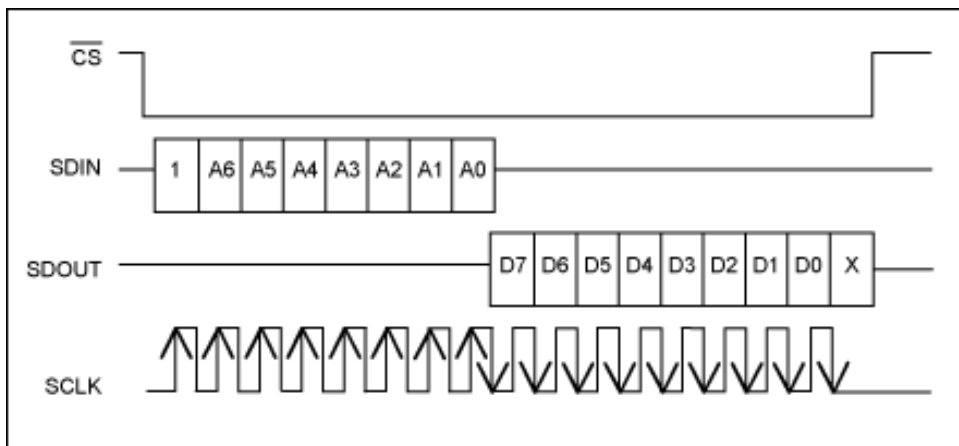 CS
SDIN 1 A6 A5 A4 A3 A2 A1 A0
SDOUT D7 D6 D5 D4 D3 D2 D1 D0 X
SCLK